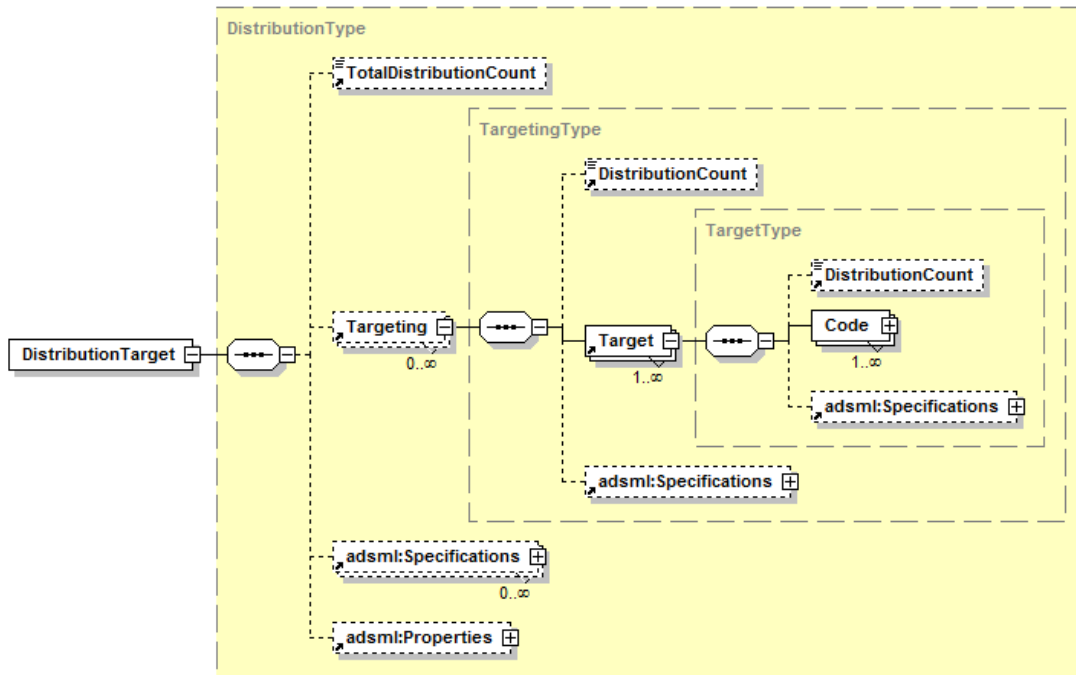 DistributionType
TotalDistributionCount
TargetingType
DistributionCount
TargetType
DistributionCount
Targeting
0..∞
Code
1..∞
DistributionTarget
Target
1..∞
adsml:Specifications
adsml:Specifications
adsml:Specifications
0..∞
adsml:Properties